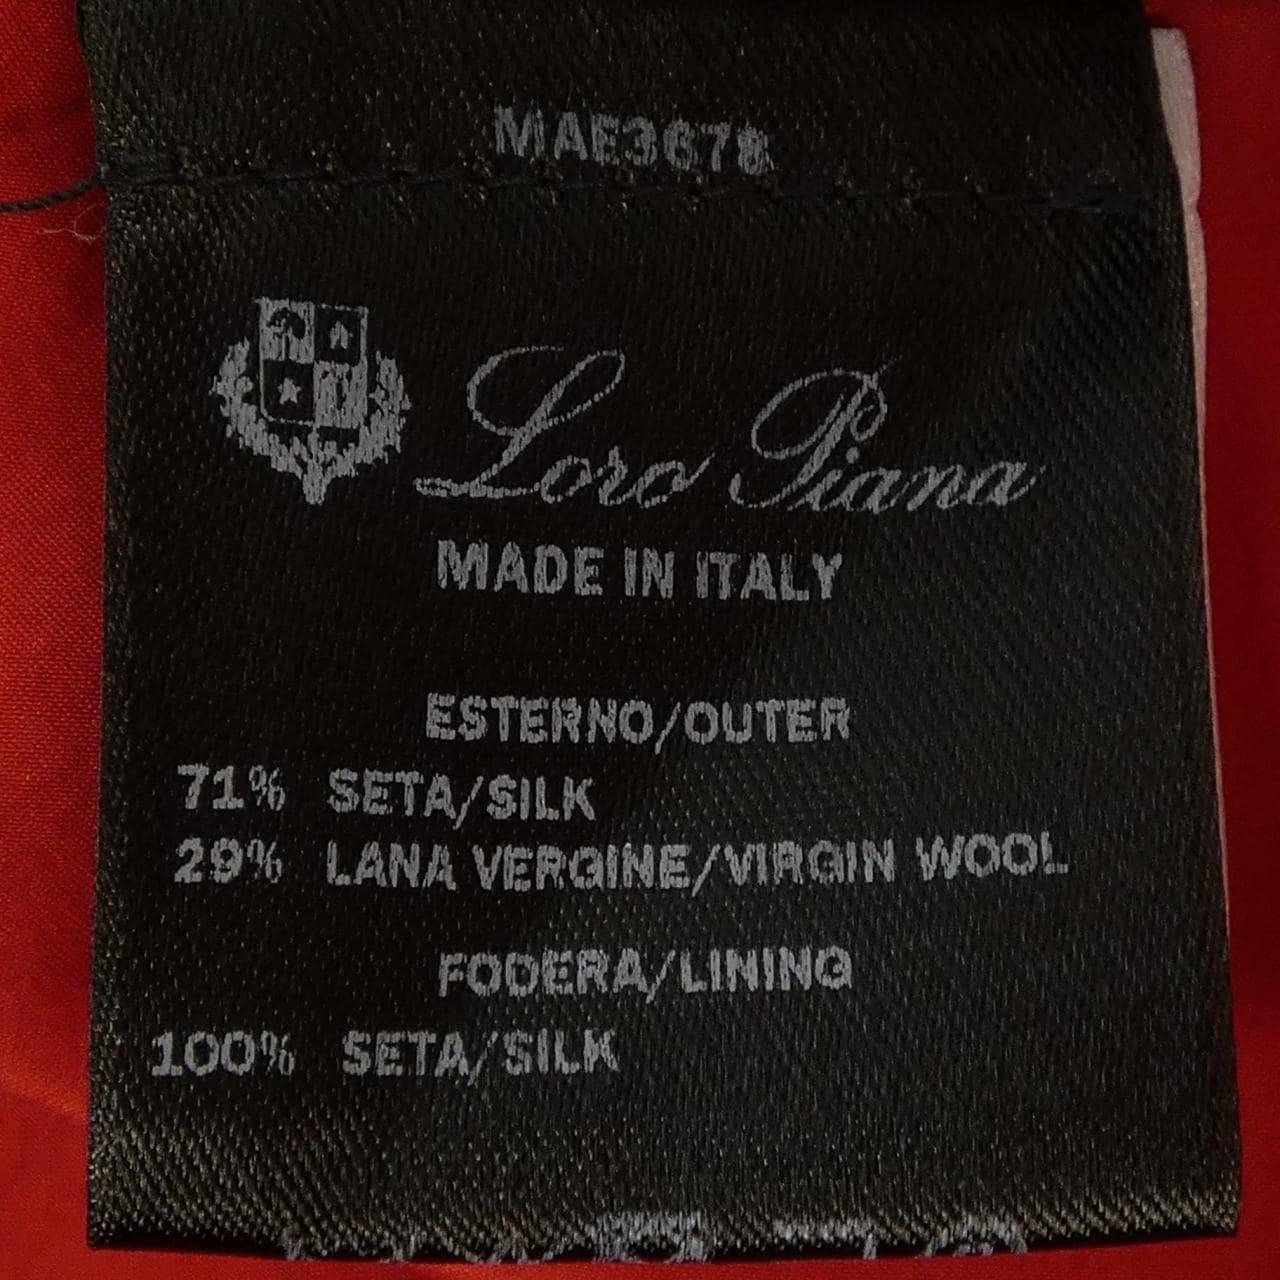 MAE3678
Loro Piana
MADE IN ITALY
ESTERNO/OUTER
71% SETA/SILK
29% LANA VERGINE/VIRGIN WOOL
FODERA/LINING
100% SETA/SILK